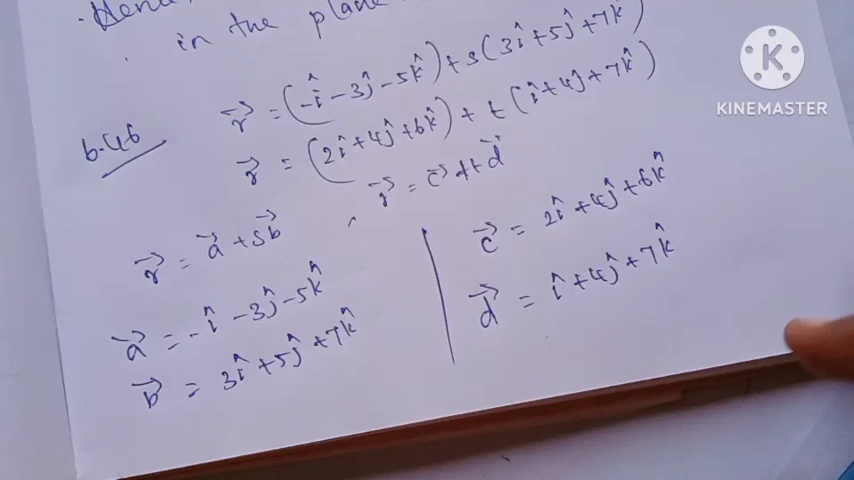 Hence
in the plane
6.46
r⃗ = (-î - 3ĵ - 5k̂) + s(3î + 5ĵ + 7k̂)
r⃗ = (2î + 4ĵ + 6k̂) + t(î + 4ĵ + 7k̂)
r⃗ = a⃗ + sb⃗ , r⃗ = c⃗ + td⃗
a⃗ = -î - 3ĵ - 5k̂
b⃗ = 3î + 5ĵ + 7k̂
c⃗ = 2î + 4ĵ + 6k̂
d⃗ = î + 4ĵ + 7k̂
KINEMASTER